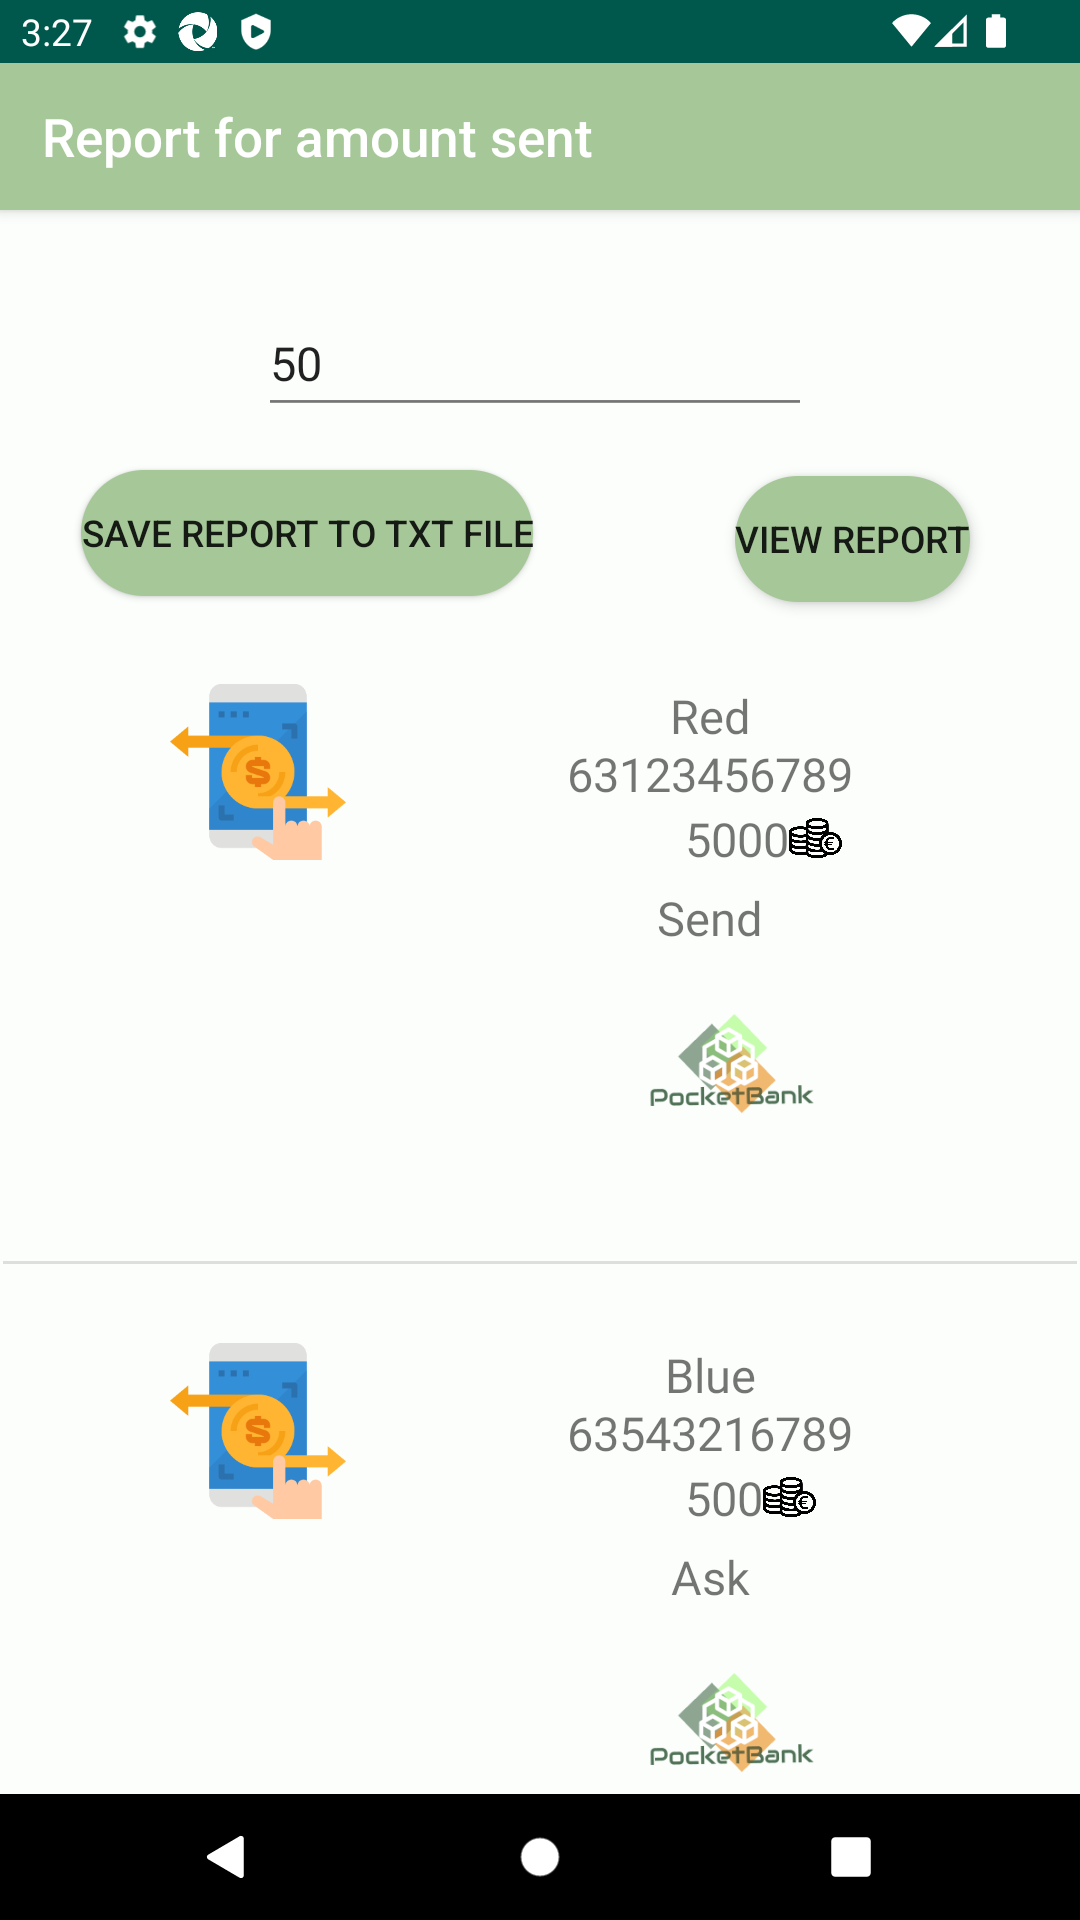 3:27
Report for amount sent
50
SAVE REPORT TO TXT FILE
VIEW REPORT
Red
63123456789
5000
Send
PocketBank
Blue
63543216789
500
Ask
PocketBank